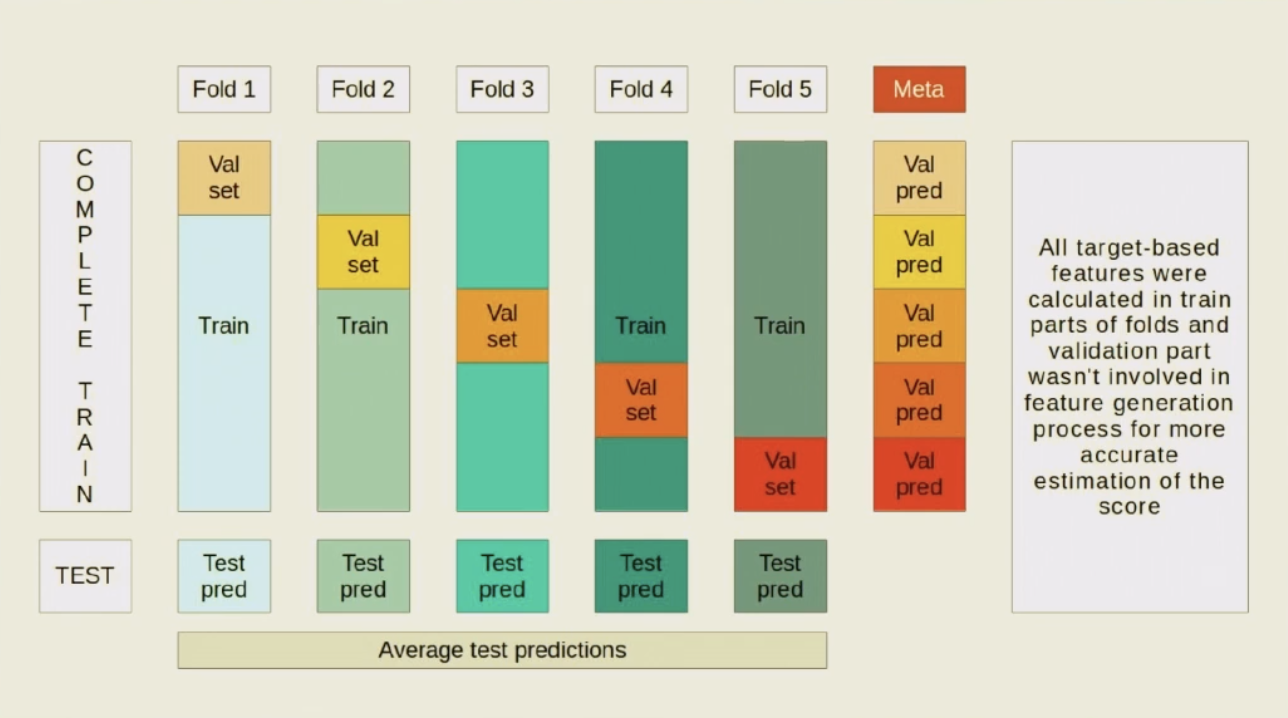 Fold 1
Fold 2
Fold 3
Fold 4
Fold 5
Meta
C
O
M
P
L
E
T
E
T
R
A
I
N
Val
set
Train
Val
set
Train
Val
set
Train
Val
set
Train
Val
set
Val
pred
Val
pred
Val
pred
Val
pred
Val
pred
All target-based
features were
calculated in train
parts of folds and
validation part
wasn't involved in
feature generation
process for more
accurate
estimation of the
score
TEST
Test
pred
Test
pred
Test
pred
Test
pred
Test
pred
Average test predictions